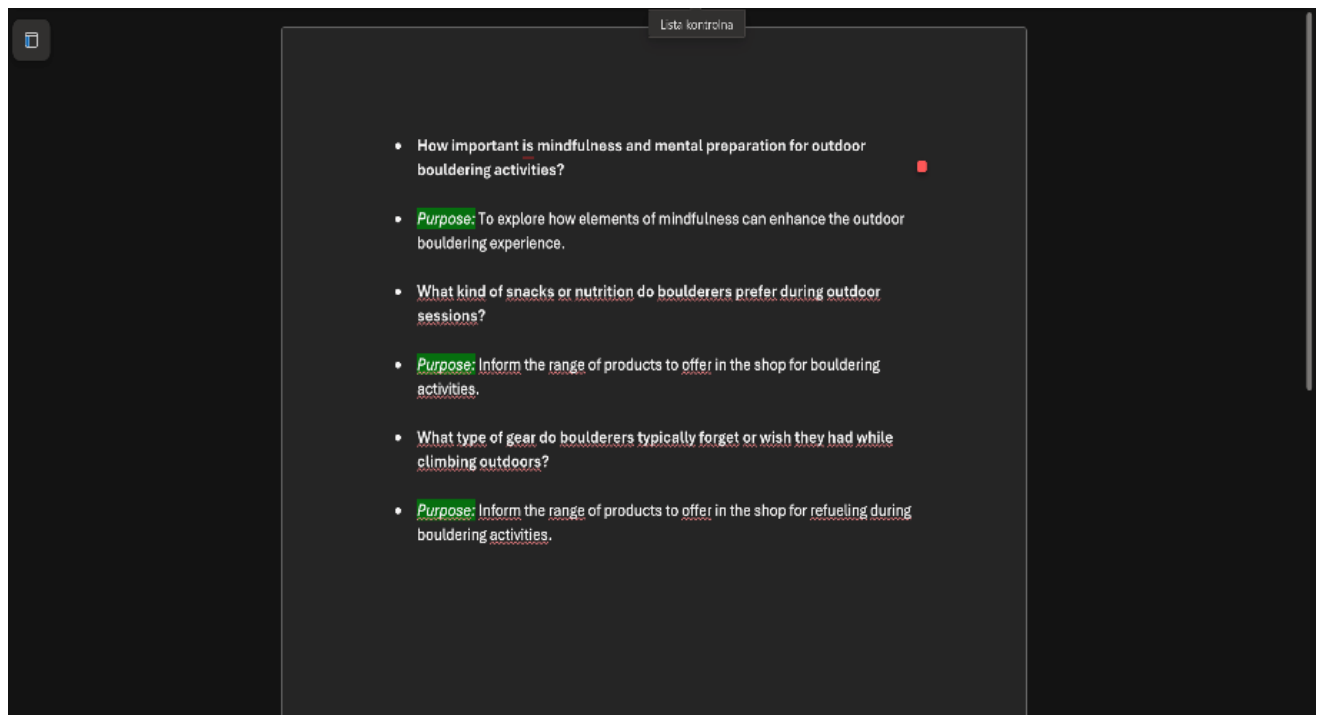 Lista kontrolna
How important is mindfulness and mental preparation for outdoor
bouldering activities?
Purpose: To explore how elements of mindfulness can enhance the outdoor
bouldering experience.
What kind of snacks or nutrition do boulderers prefer during outdoor
sessions?
Purpose: Inform the range of products to offer in the shop for bouldering
activities.
What type of gear do boulderers typically forget or wish they had while
climbing outdoors?
Purpose: Inform the range of products to offer in the shop for refueling during
bouldering activities.